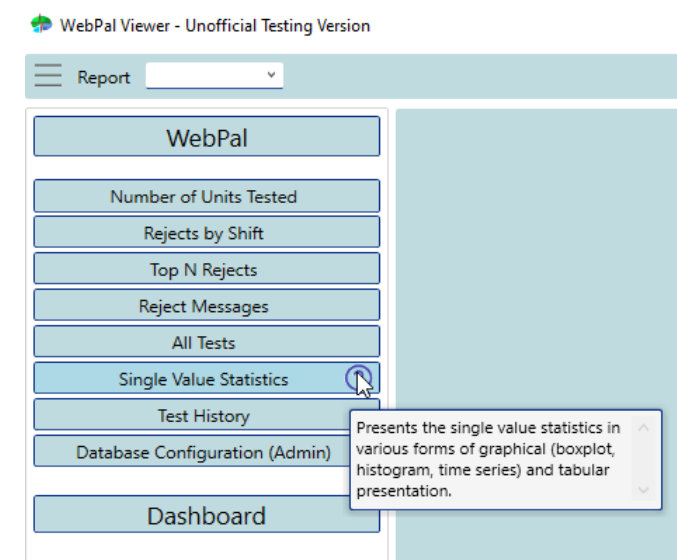 WebPal Viewer - Unofficial Testing Version
Report
WebPal
Number of Units Tested
Rejects by Shift
Top N Rejects
Reject Messages
All Tests
Single Value Statistics
Test History
Database Configuration (Admin)
Presents the single value statistics in
various forms of graphical (boxplot,
histogram, time series) and tabular
presentation.
Dashboard